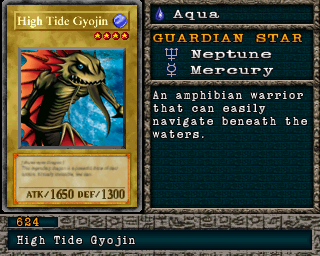 High Tide Gyojin
ATK/1650 DEF/1300
Aqua
GUARDIAN STAR
Neptune
Mercury
An amphibian warrior
that can easily
navigate beneath the
waters.
624
High Tide Gyojin